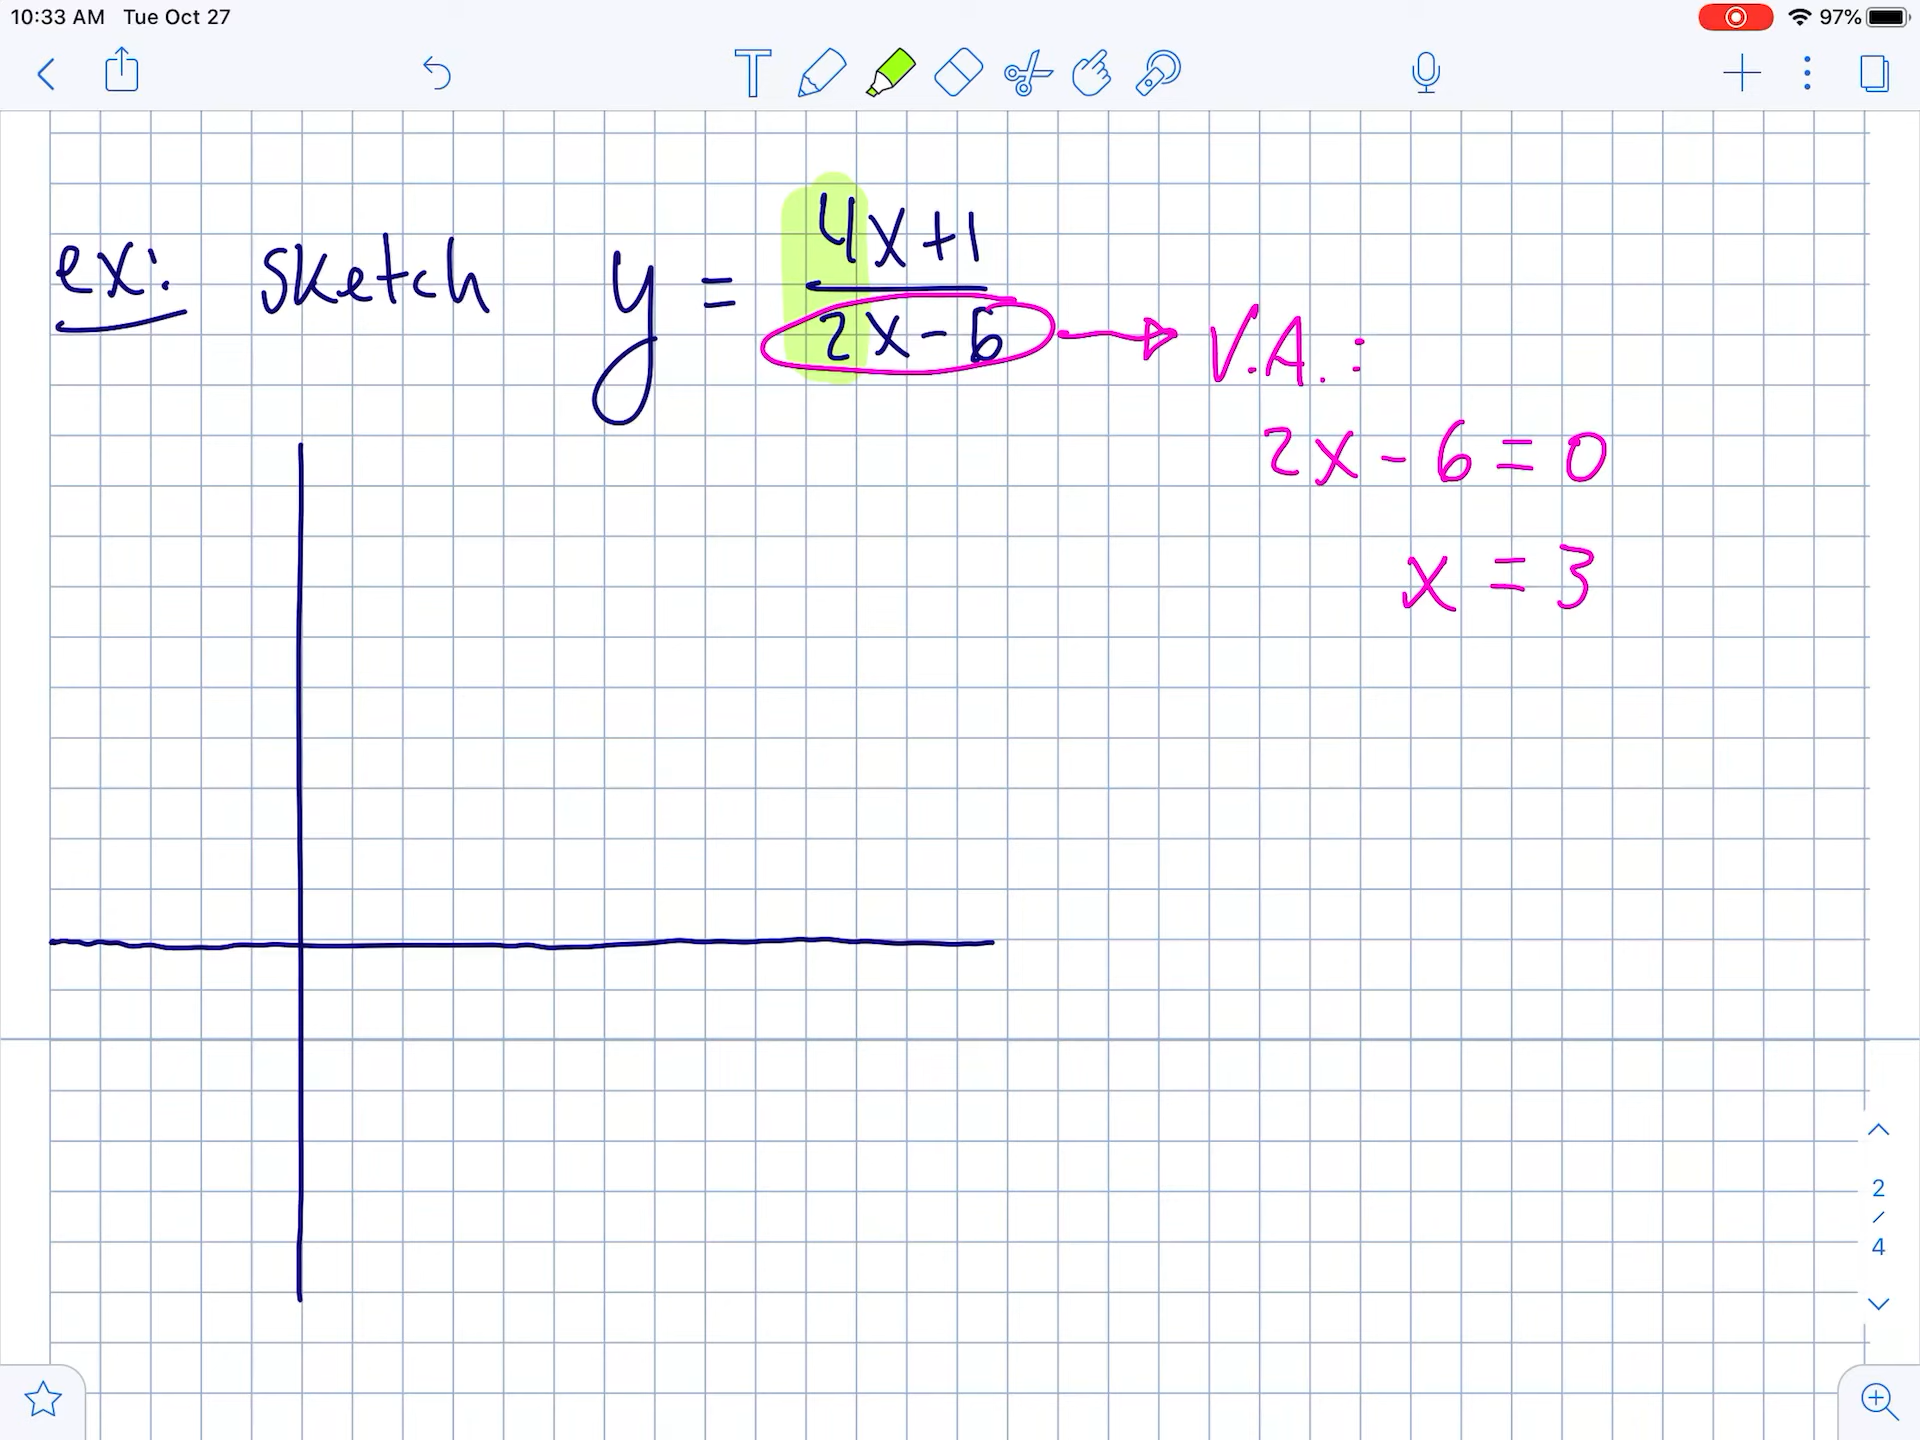 10:33 AM Tue Oct 27
97%
T
ex: sketch y = 4x+1
2x-6
V.A.:
2x-6=0
x = 3
2
/
4